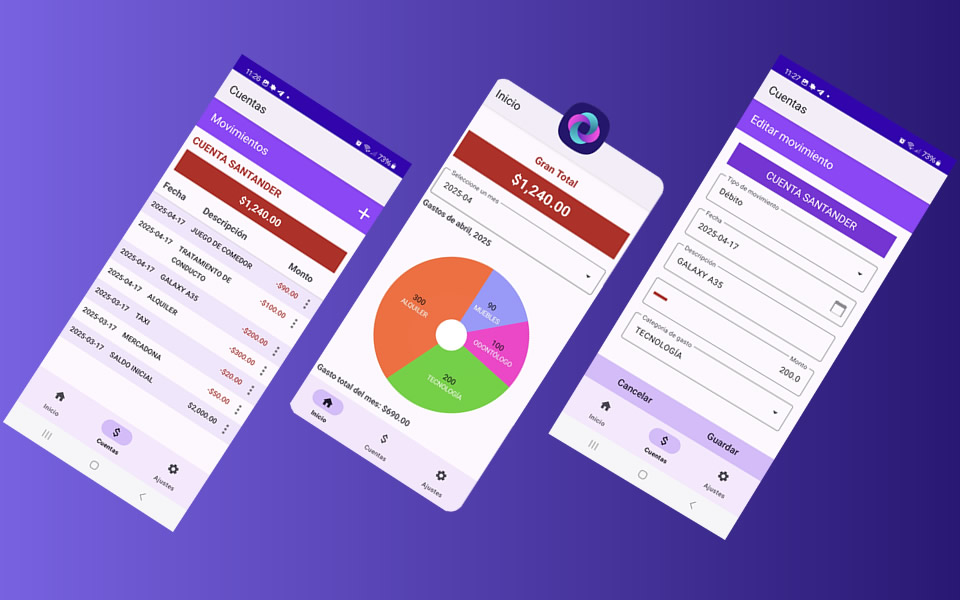 11:26
73%
Cuentas
Movimientos
CUENTA SANTANDER
$1,240.00
Fecha Descripción Monto
2025-04-17 JUEGO DE COMEDOR -$90.00
2025-04-17 TRATAMIENTO DE CONDUCTO -$100.00
2025-04-17 GALAXY A35 -$200.00
2025-04-17 ALQUILER -$300.00
2025-03-17 TAXI -$20.00
2025-03-17 MERCADONA -$50.00
2025-03-17 SALDO INICIAL $2,000.00
Inicio
Cuentas
Ajustes
Inicio
Gran Total
$1,240.00
Seleccione un mes
2025-04
Gastos de abril, 2025
300
ALQUILER
90
MUEBLES
100
ODONTÓLOGO
200
TECNOLOGÍA
Gasto total del mes: $690.00
Inicio
Cuentas
Ajustes
11:27
73%
Cuentas
Editar movimiento
CUENTA SANTANDER
Tipo de movimiento
Débito
Fecha
2025-04-17
Descripción
GALAXY A35
Monto
200.0
Categoría de gasto
TECNOLOGÍA
Cancelar
Guardar
Inicio
Cuentas
Ajustes